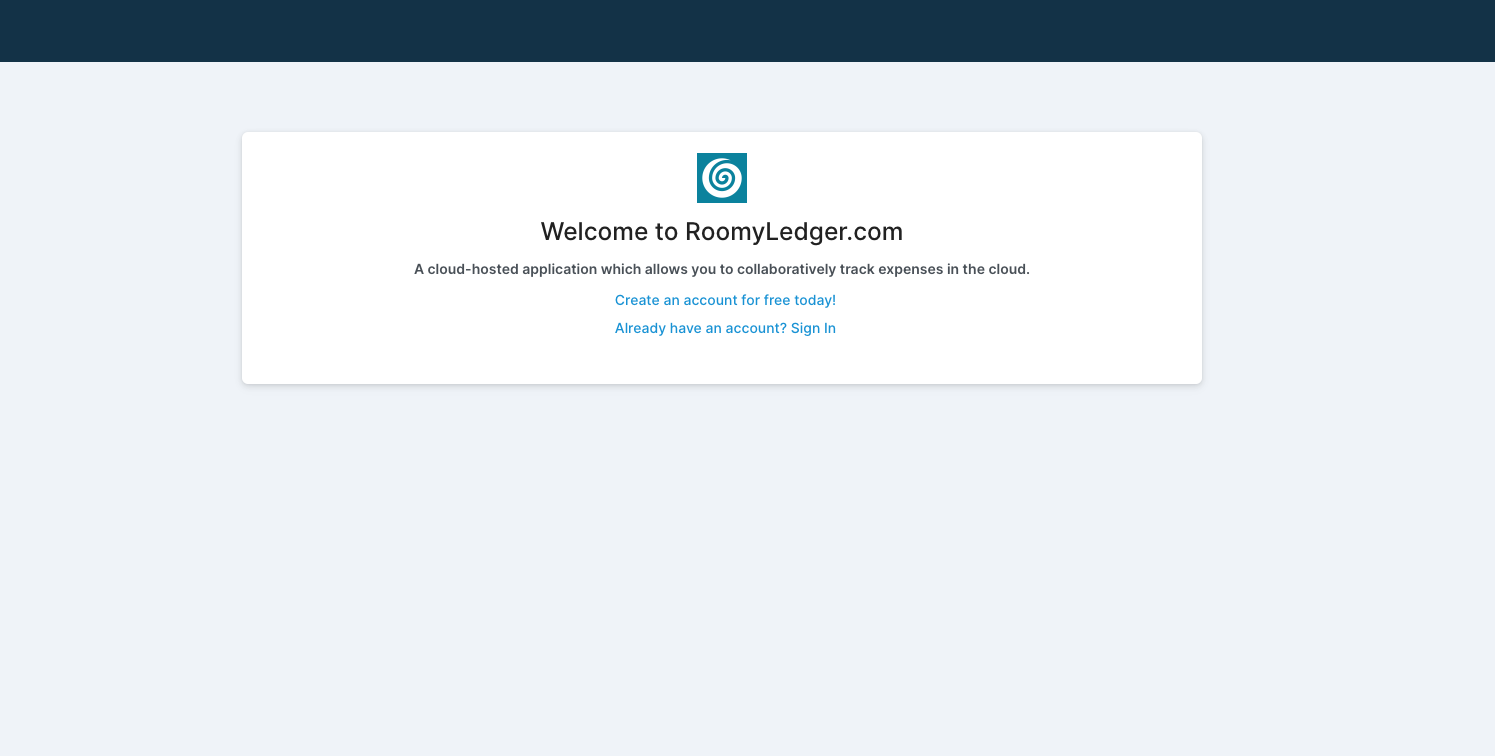 Welcome to RoomyLedger.com
A cloud-hosted application which allows you to collaboratively track expenses in the cloud.
Create an account for free today!
Already have an account? Sign In